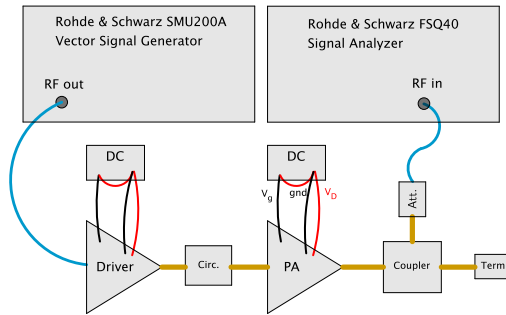 Rohde & Schwarz SMU200A
Vector Signal Generator
RF out
Rohde & Schwarz FSQ40
Signal Analyzer
RF in
DC
DC
Vg
gnd
VD
Att.
Driver
Circ.
PA
Coupler
Term